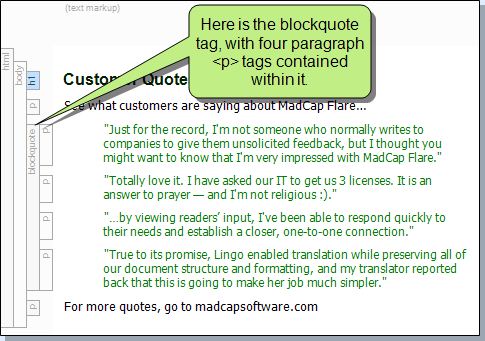 (text markup)
Here is the blockquote
tag, with four paragraph
<p> tags contained
within it.
html
body
h1
Customer Quote
p
See what customers are saying about MadCap Flare...
blockquote
p
"Just for the record, I'm not someone who normally writes to
companies to give them unsolicited feedback, but I thought you
might want to know that I'm very impressed with MadCap Flare."
p
"Totally love it. I have asked our IT to get us 3 licenses. It is an
answer to prayer — and I'm not religious :)."
p
"…by viewing readers' input, I've been able to respond quickly to
their needs and establish a closer, one-to-one connection."
p
"True to its promise, Lingo enabled translation while preserving all of
our document structure and formatting, and my translator reported
back that this is going to make her job much simpler."
p
For more quotes, go to madcapsoftware.com